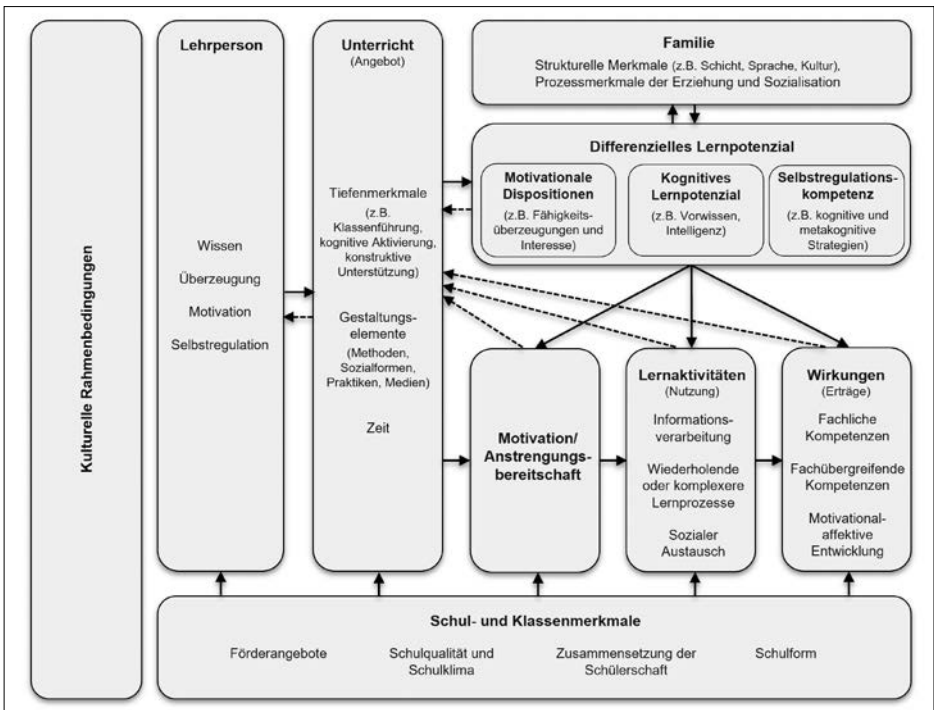 Kulturelle Rahmenbedingungen
Lehrperson
Wissen
Überzeugung
Motivation
Selbstregulation
Unterricht
(Angebot)
Tiefenmerkmale
(z.B.
Klassenführung,
kognitive Aktivierung,
konstruktive
Unterstützung)
Gestaltungs-
elemente
(Methoden,
Sozialformen,
Praktiken, Medien)
Zeit
Familie
Strukturelle Merkmale (z.B. Schicht, Sprache, Kultur),
Prozessmerkmale der Erziehung und Sozialisation
Differenzielles Lernpotenzial
Motivationale
Dispositionen
(z.B. Fähigkeits-
überzeugungen und
Interesse)
Kognitives
Lernpotenzial
(z.B. Vorwissen,
Intelligenz)
Selbstregulations-
kompetenz
(z.B. kognitive und
metakognitive
Strategien)
Motivation/
Anstrengungs-
bereitschaft
Lernaktivitäten
(Nutzung)
Informations-
verarbeitung
Wiederholende
oder komplexere
Lernprozesse
Sozialer
Austausch
Wirkungen
(Erträge)
Fachliche
Kompetenzen
Fachübergreifende
Kompetenzen
Motivational-
affektive
Entwicklung
Schul- und Klassenmerkmale
Förderangebote
Schulqualität und
Schulklima
Zusammensetzung der
Schülerschaft
Schulform